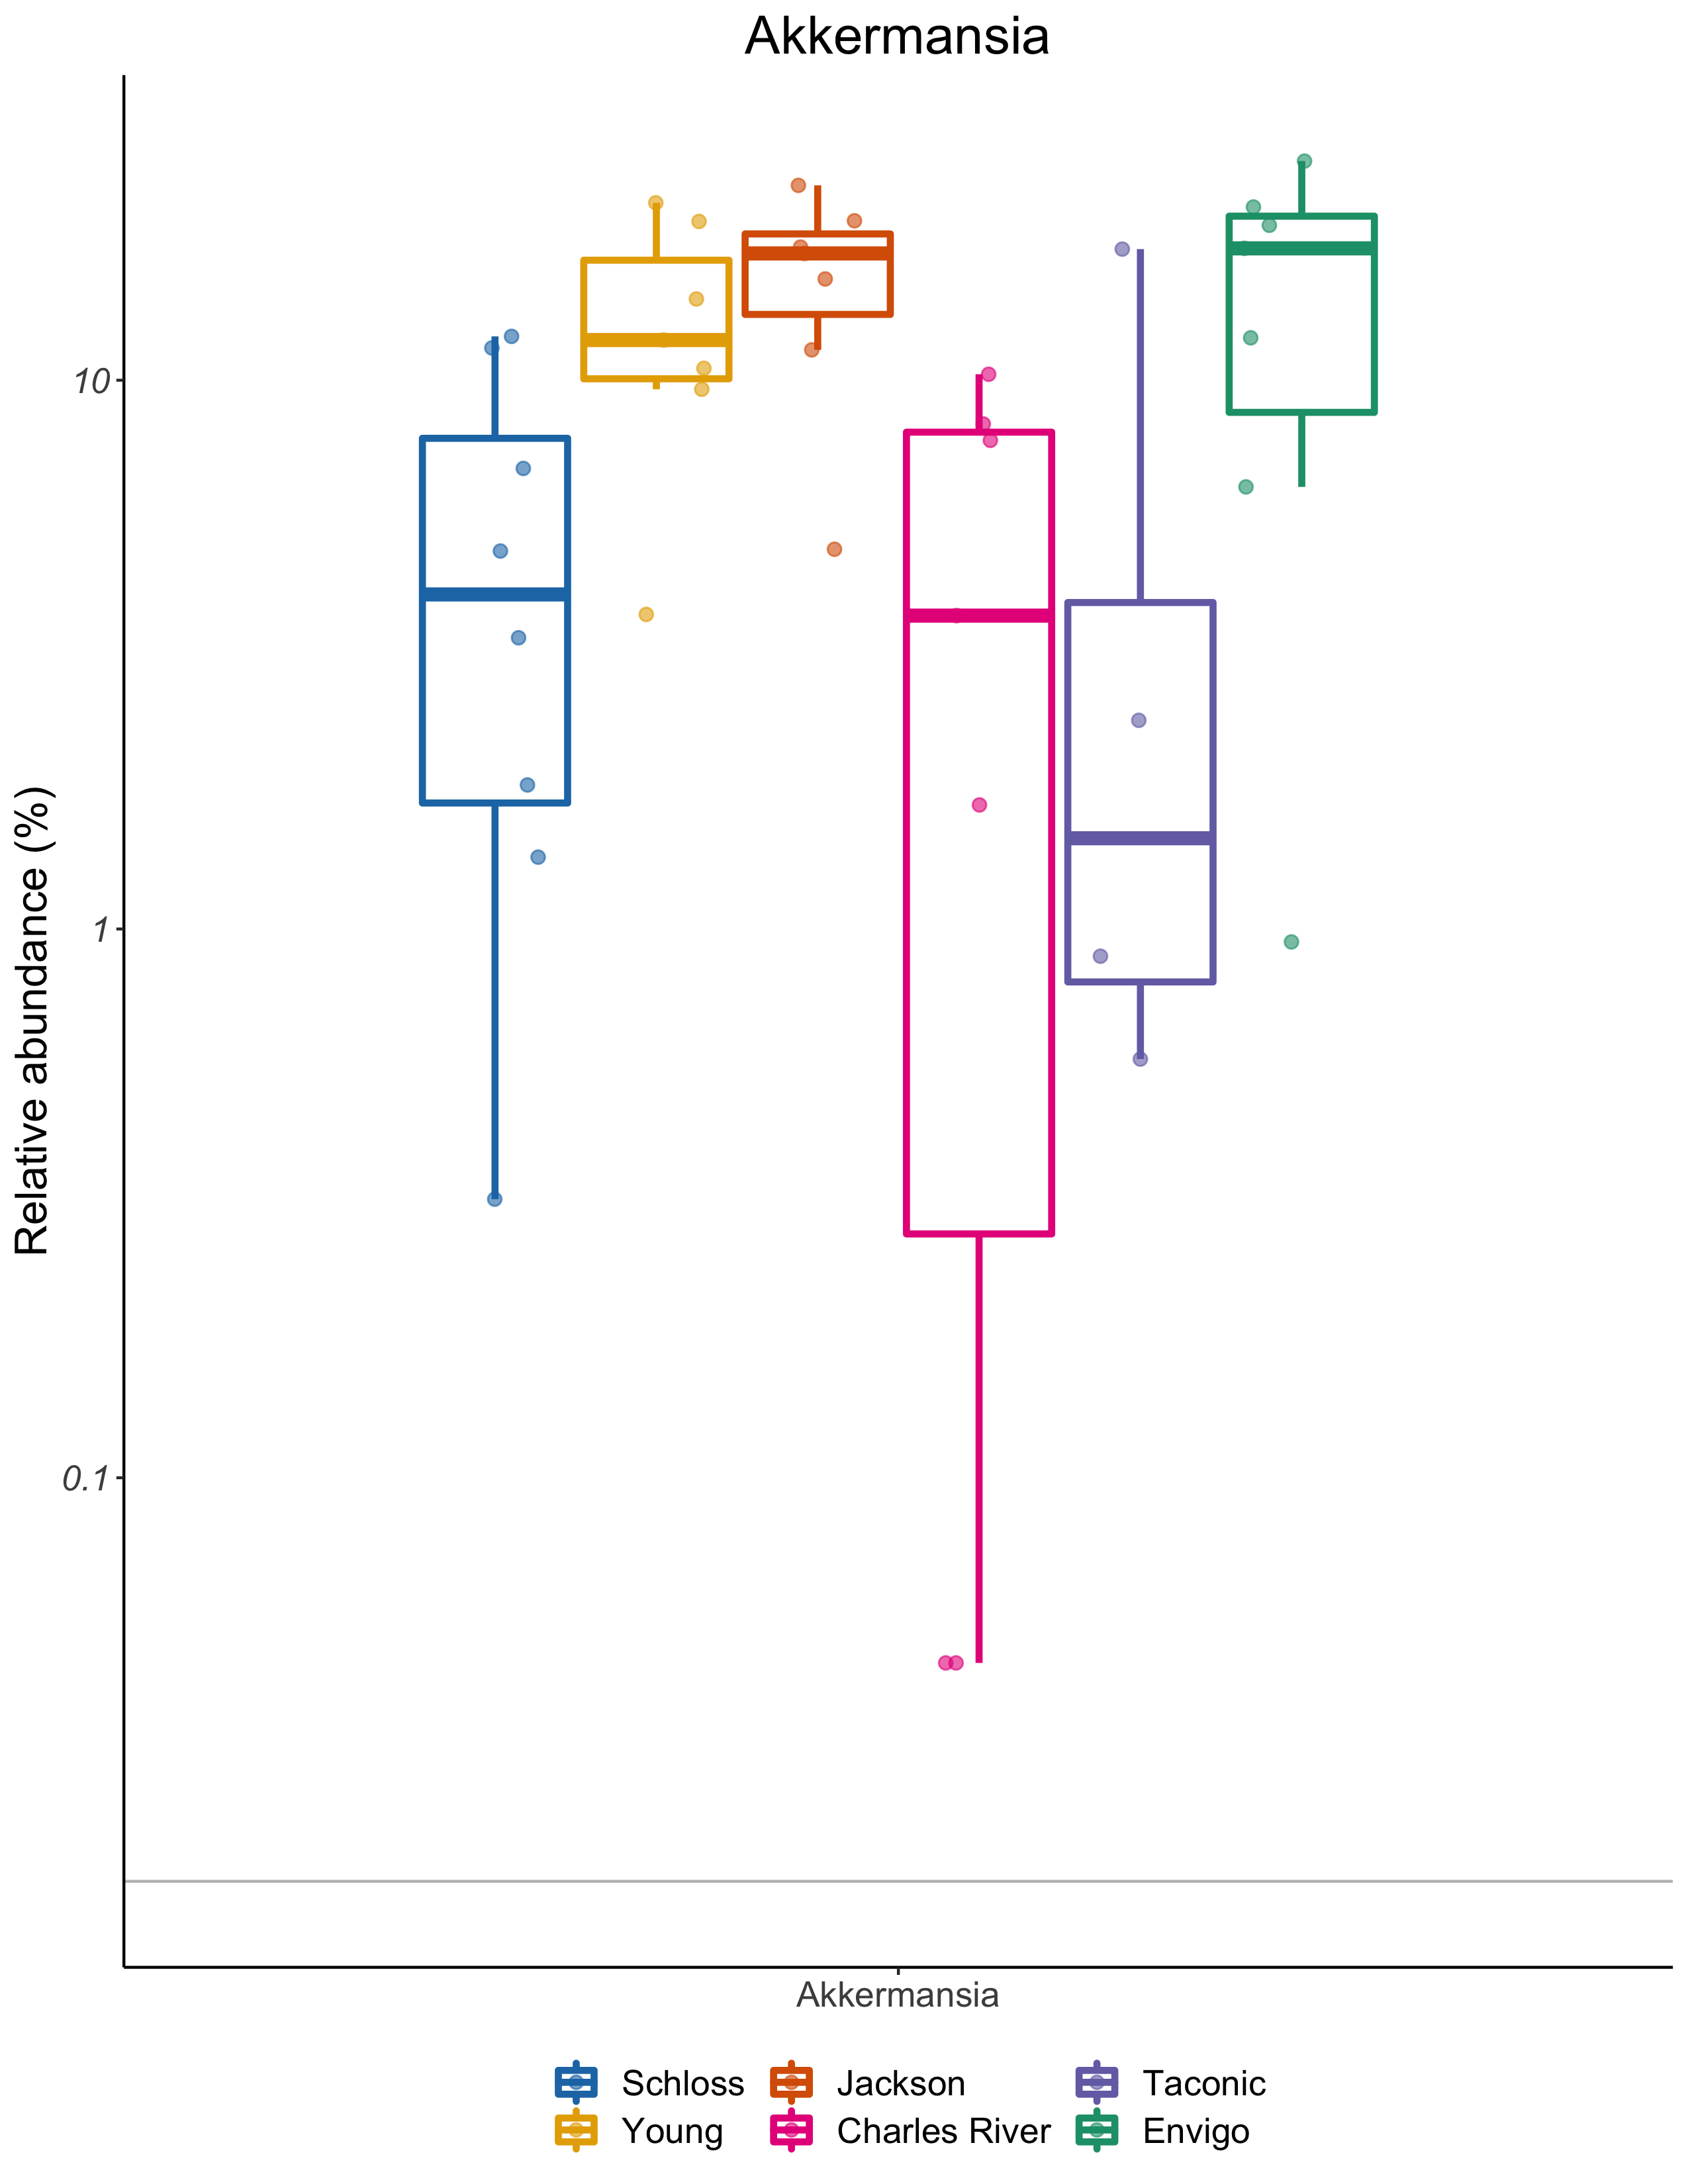 Akkermansia
Relative abundance (%)
10
1
0.1
Akkermansia
Schloss Jackson Taconic
Young Charles River Envigo